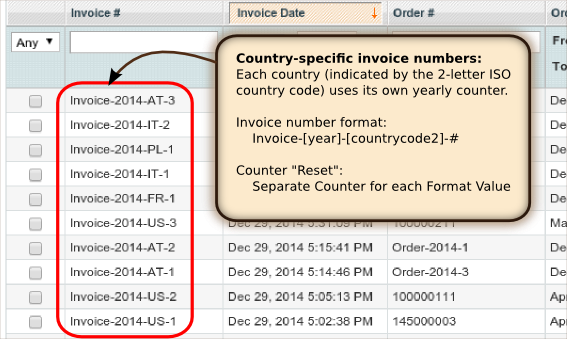 Invoice # Invoice Date ↓ Order # Or
Any Fr
To
Country-specific invoice numbers:
Each country (indicated by the 2-letter ISO
country code) uses its own yearly counter.
Invoice number format:
Invoice-[year]-[countrycode2]-#
Counter "Reset":
Separate Counter for each Format Value
Invoice-2014-AT-3 De
Invoice-2014-IT-2 De
Invoice-2014-PL-1 De
Invoice-2014-IT-1 De
Invoice-2014-FR-1 De
Invoice-2014-US-3 Dec 29, 2014 5:31:09 PM 100000211 Ma
Invoice-2014-AT-2 Dec 29, 2014 5:15:41 PM Order-2014-1 De
Invoice-2014-AT-1 Dec 29, 2014 5:14:46 PM Order-2014-3 De
Invoice-2014-US-2 Dec 29, 2014 5:05:13 PM 100000111 Ap
Invoice-2014-US-1 Dec 29, 2014 5:02:38 PM 145000003 Ap